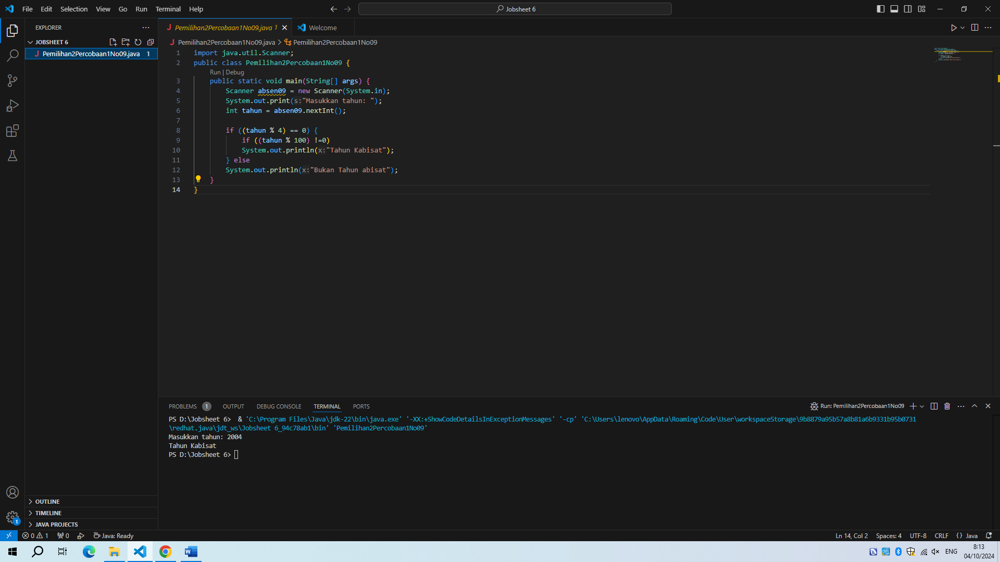 File Edit Selection View Go Run Terminal Help
Jobsheet 6
EXPLORER
JOBSHEET 6
Pemilihan2Percobaan1No09.java 1
Pemilihan2Percobaan1No09.java 1
Welcome
Pemilihan2Percobaan1No09.java > Pemilihan2Percobaan1No09
1 import java.util.Scanner;
2 public class Pemilihan2Percobaan1No09 {
Run | Debug
3 public static void main(String[] args) {
4 Scanner absen09 = new Scanner(System.in);
5 System.out.print(s:"Masukkan tahun: ");
6 int tahun = absen09.nextInt();
7
8 if ((tahun % 4) == 0) {
9 if ((tahun % 100) !=0)
10 System.out.println(x:"Tahun Kabisat");
11 } else
12 System.out.println(x:"Bukan Tahun abisat");
13 }
14 }
PROBLEMS 1 OUTPUT DEBUG CONSOLE TERMINAL PORTS
Run: Pemilihan2Percobaan1No09
PS D:\Jobsheet 6> & 'C:\Program Files\Java\jdk-22\bin\java.exe' '-XX:+ShowCodeDetailsInExceptionMessages' '-cp' 'C:\Users\lenovo\AppData\Roaming\Code\User\workspaceStorage\9b8879a95b57a8b81a6b9331b95b0731
\redhat.java\jdt_ws\Jobsheet 6_94c78ab1\bin' 'Pemilihan2Percobaan1No09'
Masukkan tahun: 2004
Tahun Kabisat
PS D:\Jobsheet 6>
OUTLINE
TIMELINE
JAVA PROJECTS
1
0 1 0 Java: Ready
Ln 14, Col 2 Spaces: 4 UTF-8 CRLF {} Java
ENG
8:13
04/10/2024